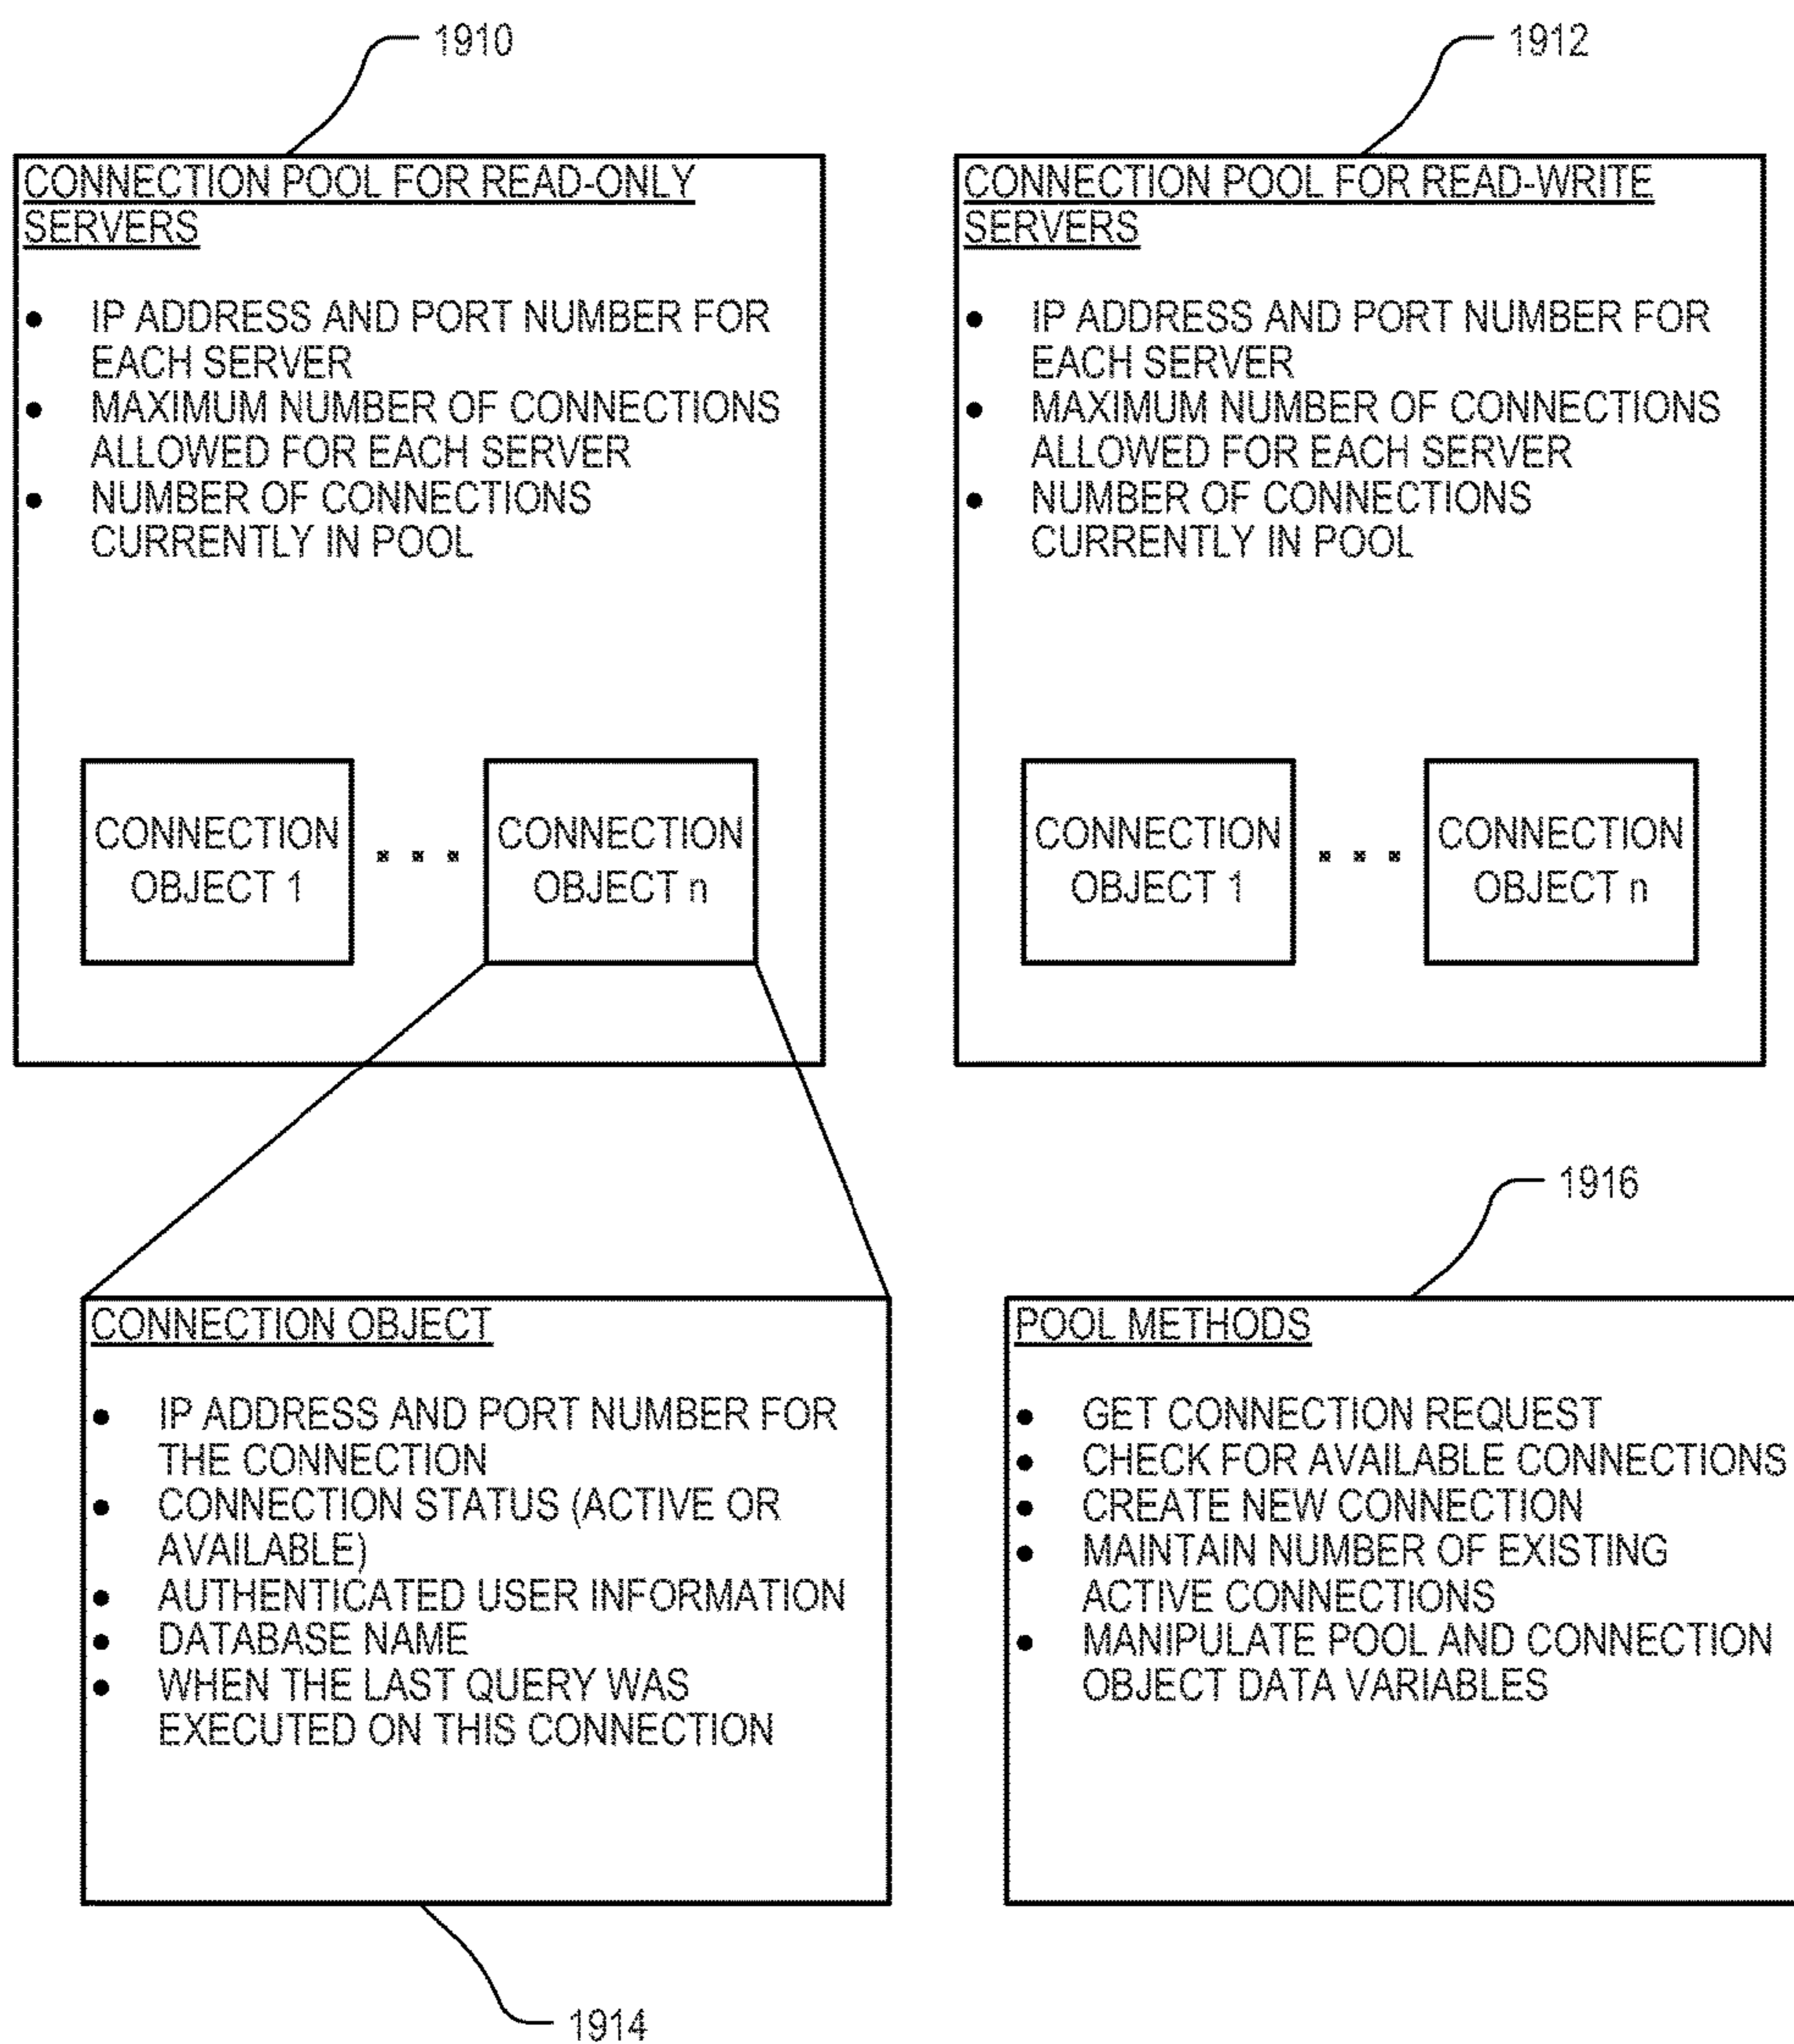 1910
CONNECTION POOL FOR READ-ONLY
SERVERS
• IP ADDRESS AND PORT NUMBER FOR
EACH SERVER
• MAXIMUM NUMBER OF CONNECTIONS
ALLOWED FOR EACH SERVER
• NUMBER OF CONNECTIONS
CURRENTLY IN POOL
CONNECTION
OBJECT 1
...
CONNECTION
OBJECT n
1912
CONNECTION POOL FOR READ-WRITE
SERVERS
• IP ADDRESS AND PORT NUMBER FOR
EACH SERVER
• MAXIMUM NUMBER OF CONNECTIONS
ALLOWED FOR EACH SERVER
• NUMBER OF CONNECTIONS
CURRENTLY IN POOL
CONNECTION
OBJECT 1
...
CONNECTION
OBJECT n
CONNECTION OBJECT
• IP ADDRESS AND PORT NUMBER FOR
THE CONNECTION
• CONNECTION STATUS (ACTIVE OR
AVAILABLE)
• AUTHENTICATED USER INFORMATION
• DATABASE NAME
• WHEN THE LAST QUERY WAS
EXECUTED ON THIS CONNECTION
1914
1916
POOL METHODS
• GET CONNECTION REQUEST
• CHECK FOR AVAILABLE CONNECTIONS
• CREATE NEW CONNECTION
• MAINTAIN NUMBER OF EXISTING
ACTIVE CONNECTIONS
• MANIPULATE POOL AND CONNECTION
OBJECT DATA VARIABLES